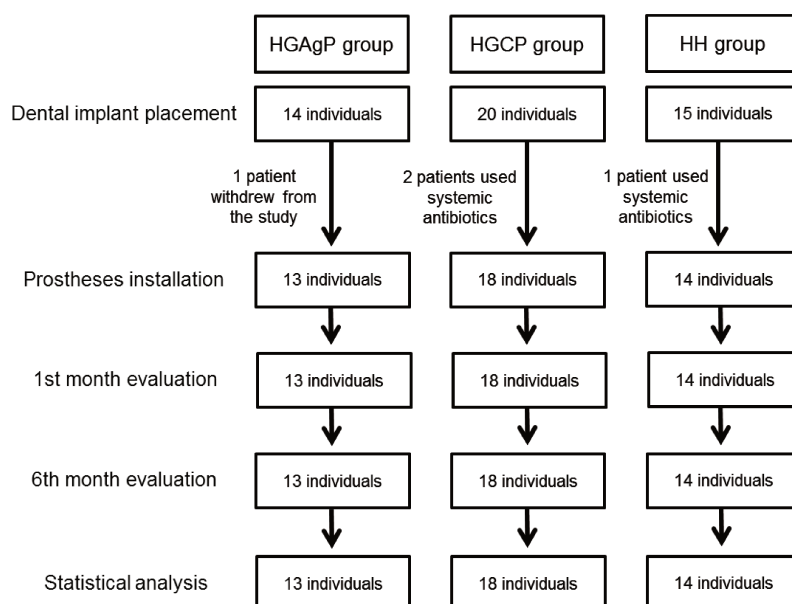 HGAgP group
HGCP group
HH group
Dental implant placement
14 individuals
20 individuals
15 individuals
1 patient
withdrew from
the study
2 patients used
systemic
antibiotics
1 patient used
systemic
antibiotics
Prostheses installation
13 individuals
18 individuals
14 individuals
1st month evaluation
13 individuals
18 individuals
14 individuals
6th month evaluation
13 individuals
18 individuals
14 individuals
Statistical analysis
13 individuals
18 individuals
14 individuals